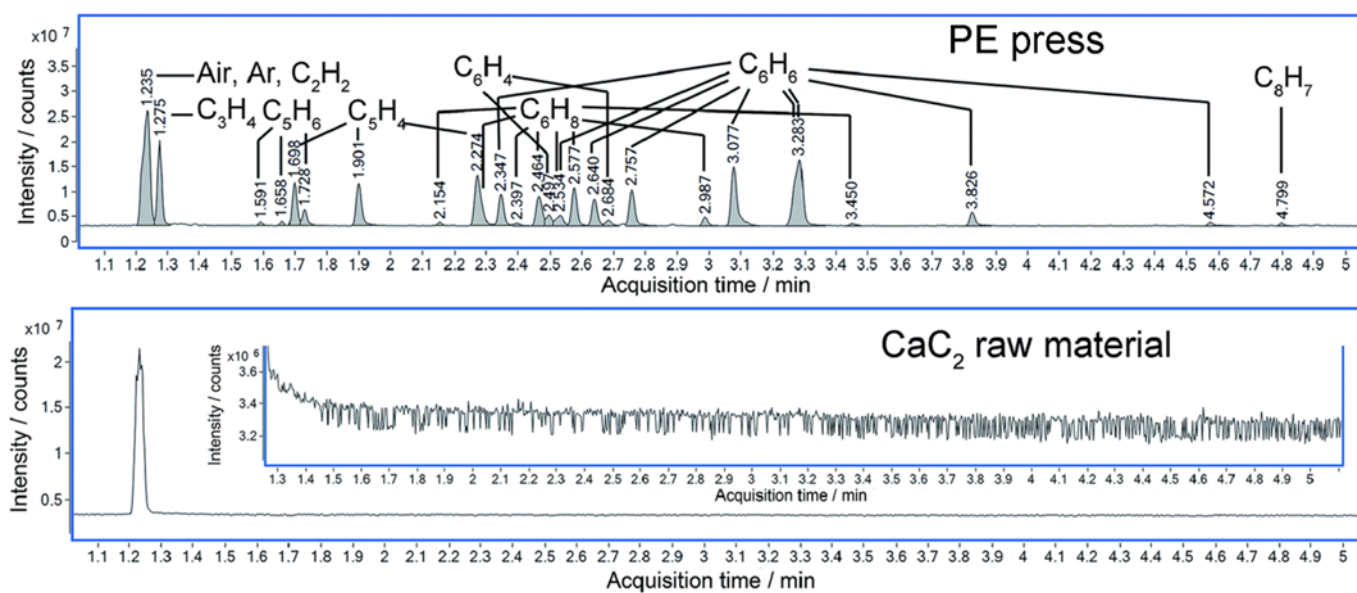 PE press
x10 7
Intensity / counts
3.5
3
2.5
2
1.5
1
0.5
0
Air, Ar, C₂H₂
C₃H₄
C₅H₆
C₅H₄
C₆H₄
C₆H₈
C₆H₆
C₈H₇
1.235
1.275
1.591
1.658
1.698
1.728
1.901
2.154
2.274
2.347
2.397
2.464
2.497
2.534
2.577
2.640
2.684
2.757
2.987
3.077
3.283
3.450
3.826
4.572
4.799
1.1 1.2 1.3 1.4 1.5 1.6 1.7 1.8 1.9 2 2.1 2.2 2.3 2.4 2.5 2.6 2.7 2.8 2.9 3 3.1 3.2 3.3 3.4 3.5 3.6 3.7 3.8 3.9 4 4.1 4.2 4.3 4.4 4.5 4.6 4.7 4.8 4.9 5
Acquisition time / min
CaC₂ raw material
x10 7
Intensity / counts
2
1.5
1
0.5
x10 6
Intensity / counts
3.6
3.4
3.2
1.3 1.4 1.5 1.6 1.7 1.8 1.9 2 2.1 2.2 2.3 2.4 2.5 2.6 2.7 2.8 2.9 3 3.1 3.2 3.3 3.4 3.5 3.6 3.7 3.8 3.9 4 4.1 4.2 4.3 4.4 4.5 4.6 4.7 4.8 4.9 5
Acquisition time / min
1.1 1.2 1.3 1.4 1.5 1.6 1.7 1.8 1.9 2 2.1 2.2 2.3 2.4 2.5 2.6 2.7 2.8 2.9 3 3.1 3.2 3.3 3.4 3.5 3.6 3.7 3.8 3.9 4 4.1 4.2 4.3 4.4 4.5 4.6 4.7 4.8 4.9 5
Acquisition time / min